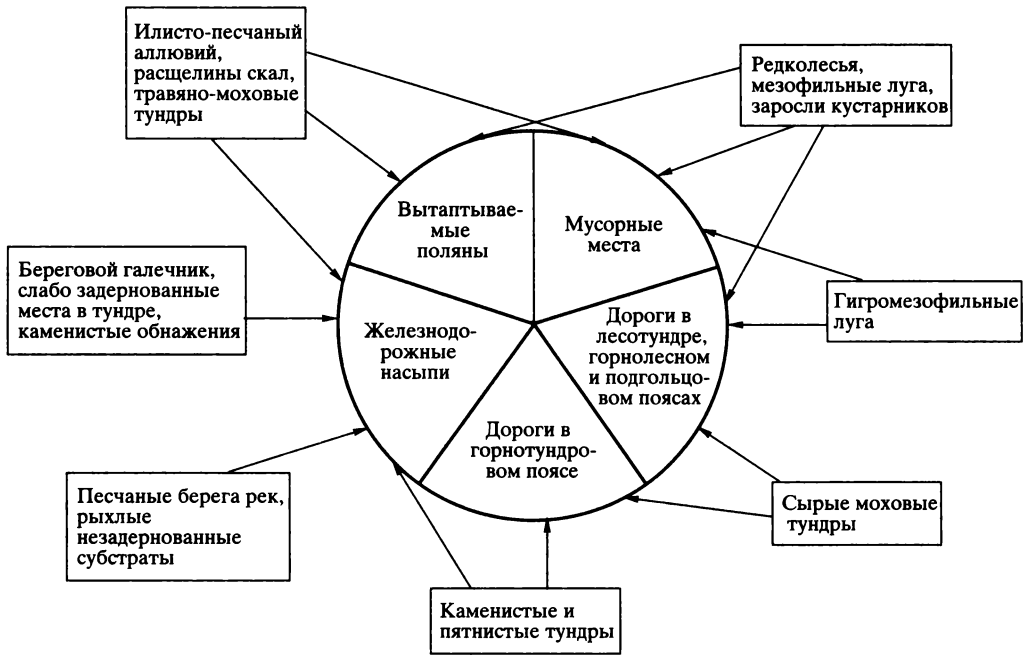 Илисто-песчаный
аллювий,
расщелины скал,
травяно-моховые
тундры
Редколесья,
мезофильные луга,
заросли кустарников
Вытаптывае-
мые
поляны
Мусорные
места
Береговой галечник,
слабо задернованные
места в тундре,
каменистые обнажения
Железнодо-
рожные
насыпи
Дороги в
лесотундре,
горнолесном
и подгольцо-
вом поясах
Гигромезофильные
луга
Дороги в
горнотундро-
вом поясе
Песчаные берега рек,
рыхлые
незадернованные
субстраты
Сырые моховые
тундры
Каменистые и
пятнистые тундры